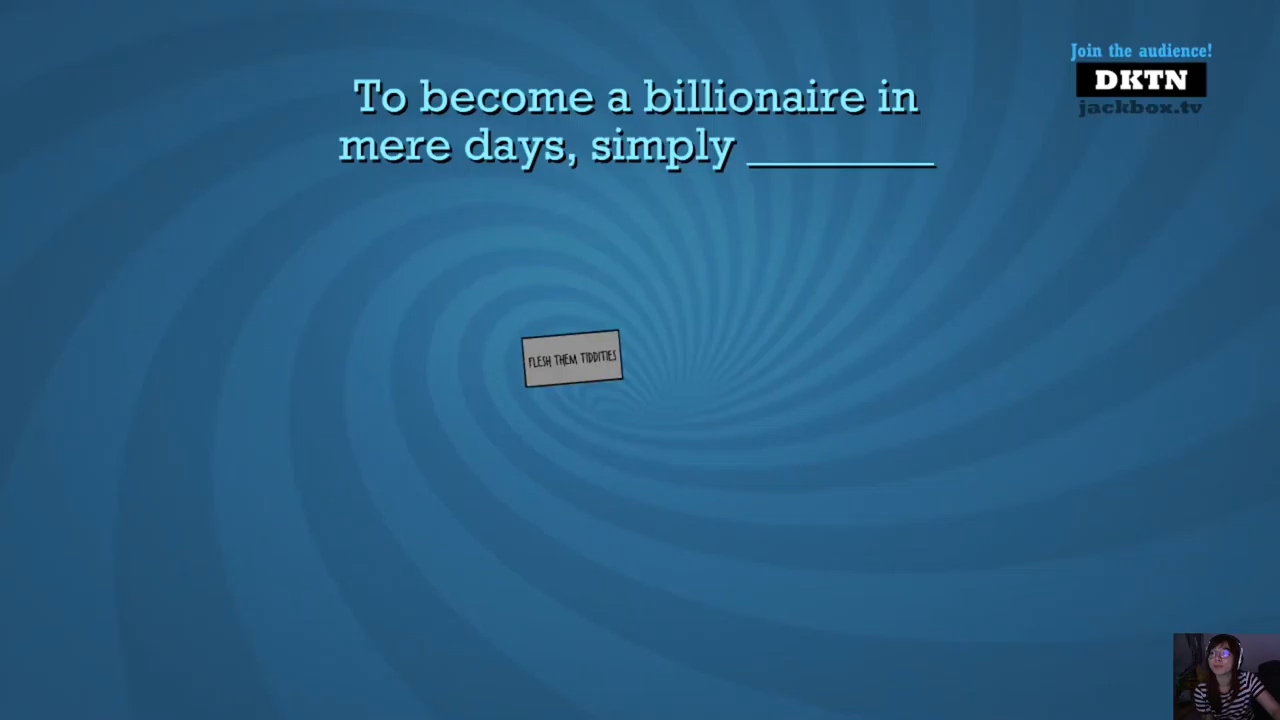 Join the audience!
DKTN
jackbox.tv
To become a billionaire in
mere days, simply ________
FLESH THEM TIDDITIES